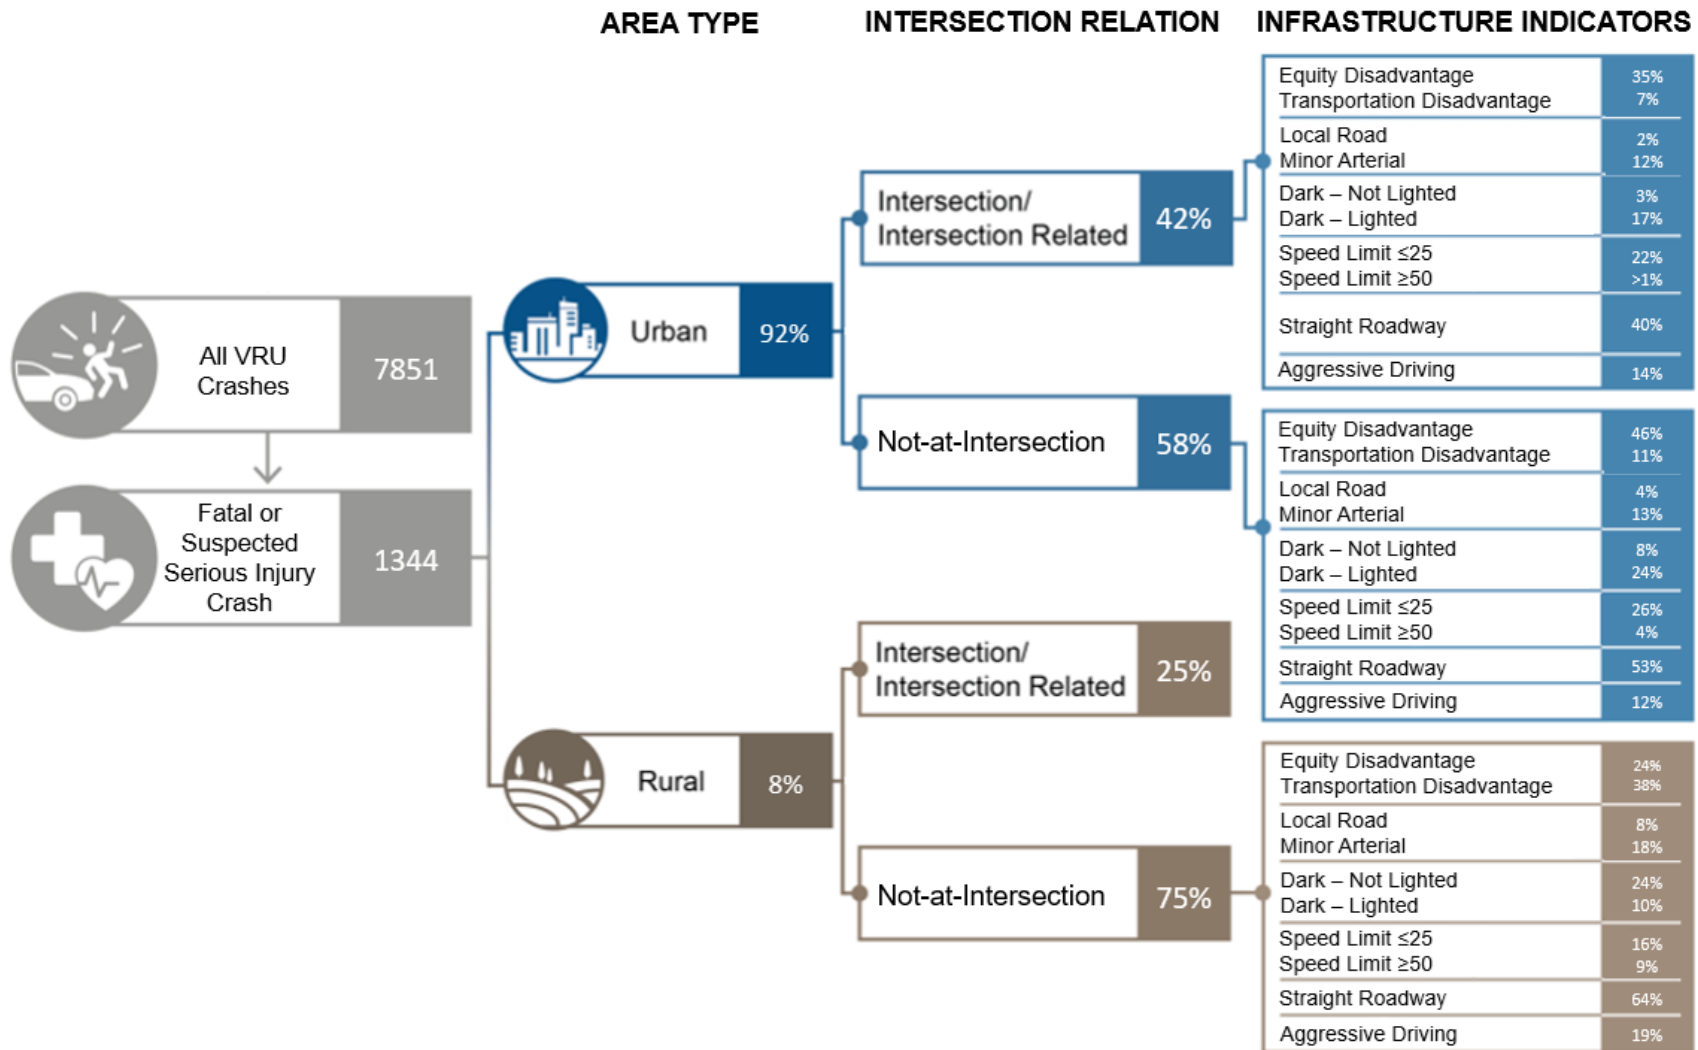 AREA TYPE
INTERSECTION RELATION
INFRASTRUCTURE INDICATORS
All VRU
Crashes
7851
Fatal or
Suspected
Serious Injury
Crash
1344
Urban
92%
Intersection/
Intersection Related
42%
Equity Disadvantage 35%
Transportation Disadvantage 7%
Local Road 2%
Minor Arterial 12%
Dark – Not Lighted 3%
Dark – Lighted 17%
Speed Limit ≤25 22%
Speed Limit ≥50 >1%
Straight Roadway 40%
Aggressive Driving 14%
Not-at-Intersection
58%
Equity Disadvantage 46%
Transportation Disadvantage 11%
Local Road 4%
Minor Arterial 13%
Dark – Not Lighted 8%
Dark – Lighted 24%
Speed Limit ≤25 26%
Speed Limit ≥50 4%
Straight Roadway 53%
Aggressive Driving 12%
Rural
8%
Intersection/
Intersection Related
25%
Not-at-Intersection
75%
Equity Disadvantage 24%
Transportation Disadvantage 38%
Local Road 8%
Minor Arterial 18%
Dark – Not Lighted 24%
Dark – Lighted 10%
Speed Limit ≤25 16%
Speed Limit ≥50 9%
Straight Roadway 64%
Aggressive Driving 19%